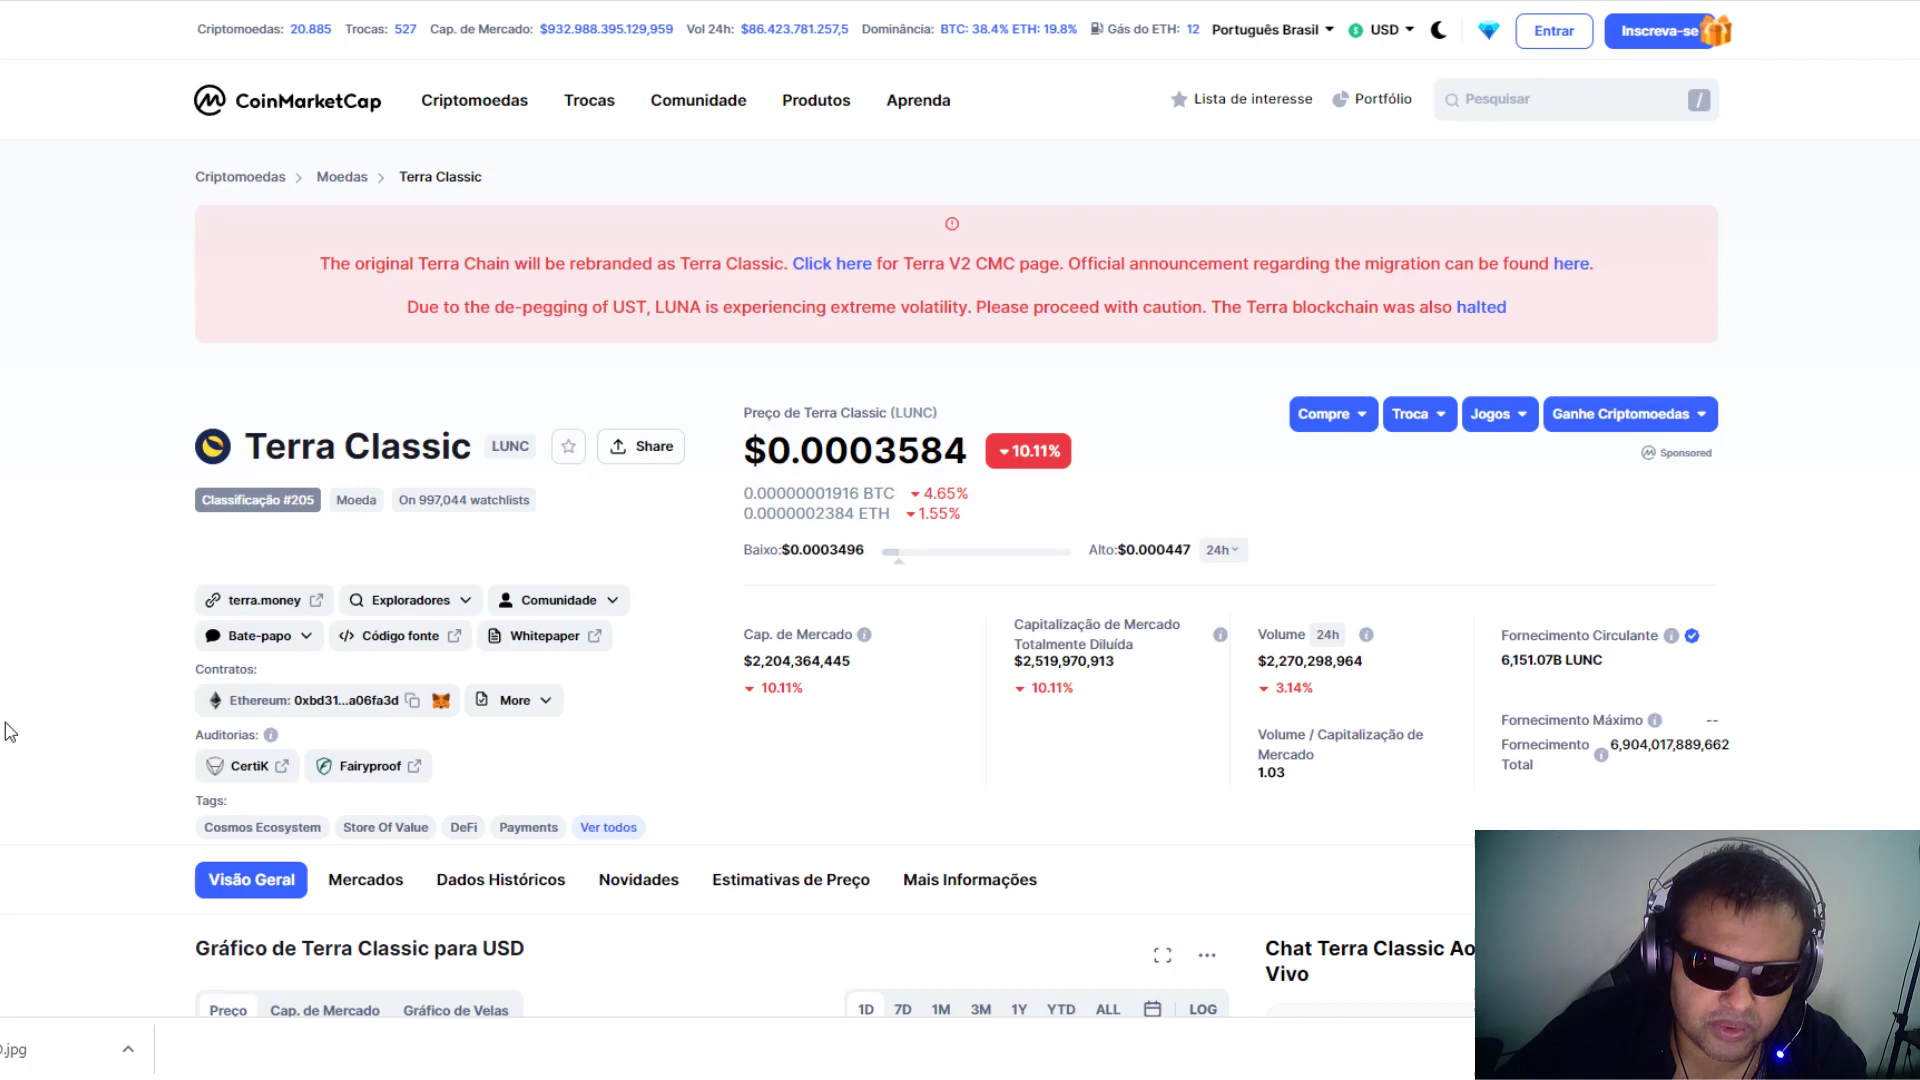 Criptomoedas: 20.885 Trocas: 527 Cap. de Mercado: $932.988.395.129,959 Vol 24h: $86.423.781.257,5 Dominância: BTC: 38.4% ETH: 19.8% Gás do ETH: 12 Português Brasil USD Entrar Inscreva-se
CoinMarketCap Criptomoedas Trocas Comunidade Produtos Aprenda Lista de interesse Portfólio Pesquisar /
Criptomoedas > Moedas > Terra Classic
The original Terra Chain will be rebranded as Terra Classic. Click here for Terra V2 CMC page. Official announcement regarding the migration can be found here.
Due to the de-pegging of UST, LUNA is experiencing extreme volatility. Please proceed with caution. The Terra blockchain was also halted
Terra Classic LUNC Share
Classificação #205 Moeda On 997,044 watchlists
terra.money Exploradores Comunidade
Bate-papo Código fonte Whitepaper
Contratos:
Ethereum: 0xbd31...a06fa3d More
Auditorias:
CertiK Fairyproof
Tags:
Cosmos Ecosystem Store Of Value DeFi Payments Ver todos
Preço de Terra Classic (LUNC)
$0.0003584 10.11%
0.00000001916 BTC 4.65%
0.0000002384 ETH 1.55%
Baixo:$0.0003496 Alto:$0.000447 24h
Compre Troca Jogos Ganhe Criptomoedas
Sponsored
Cap. de Mercado
$2,204,364,445
10.11%
Capitalização de Mercado
Totalmente Diluída
$2,519,970,913
10.11%
Volume 24h
$2,270,298,964
3.14%
Volume / Capitalização de
Mercado
1.03
Fornecimento Circulante
6,151.07B LUNC
Fornecimento Máximo --
Fornecimento 6,904,017,889,662
Total
Visão Geral Mercados Dados Históricos Novidades Estimativas de Preço Mais Informações
Gráfico de Terra Classic para USD
Preço Cap. de Mercado Gráfico de Velas 1D 7D 1M 3M 1Y YTD ALL LOG
Chat Terra Classic Ao
Vivo
.jpg